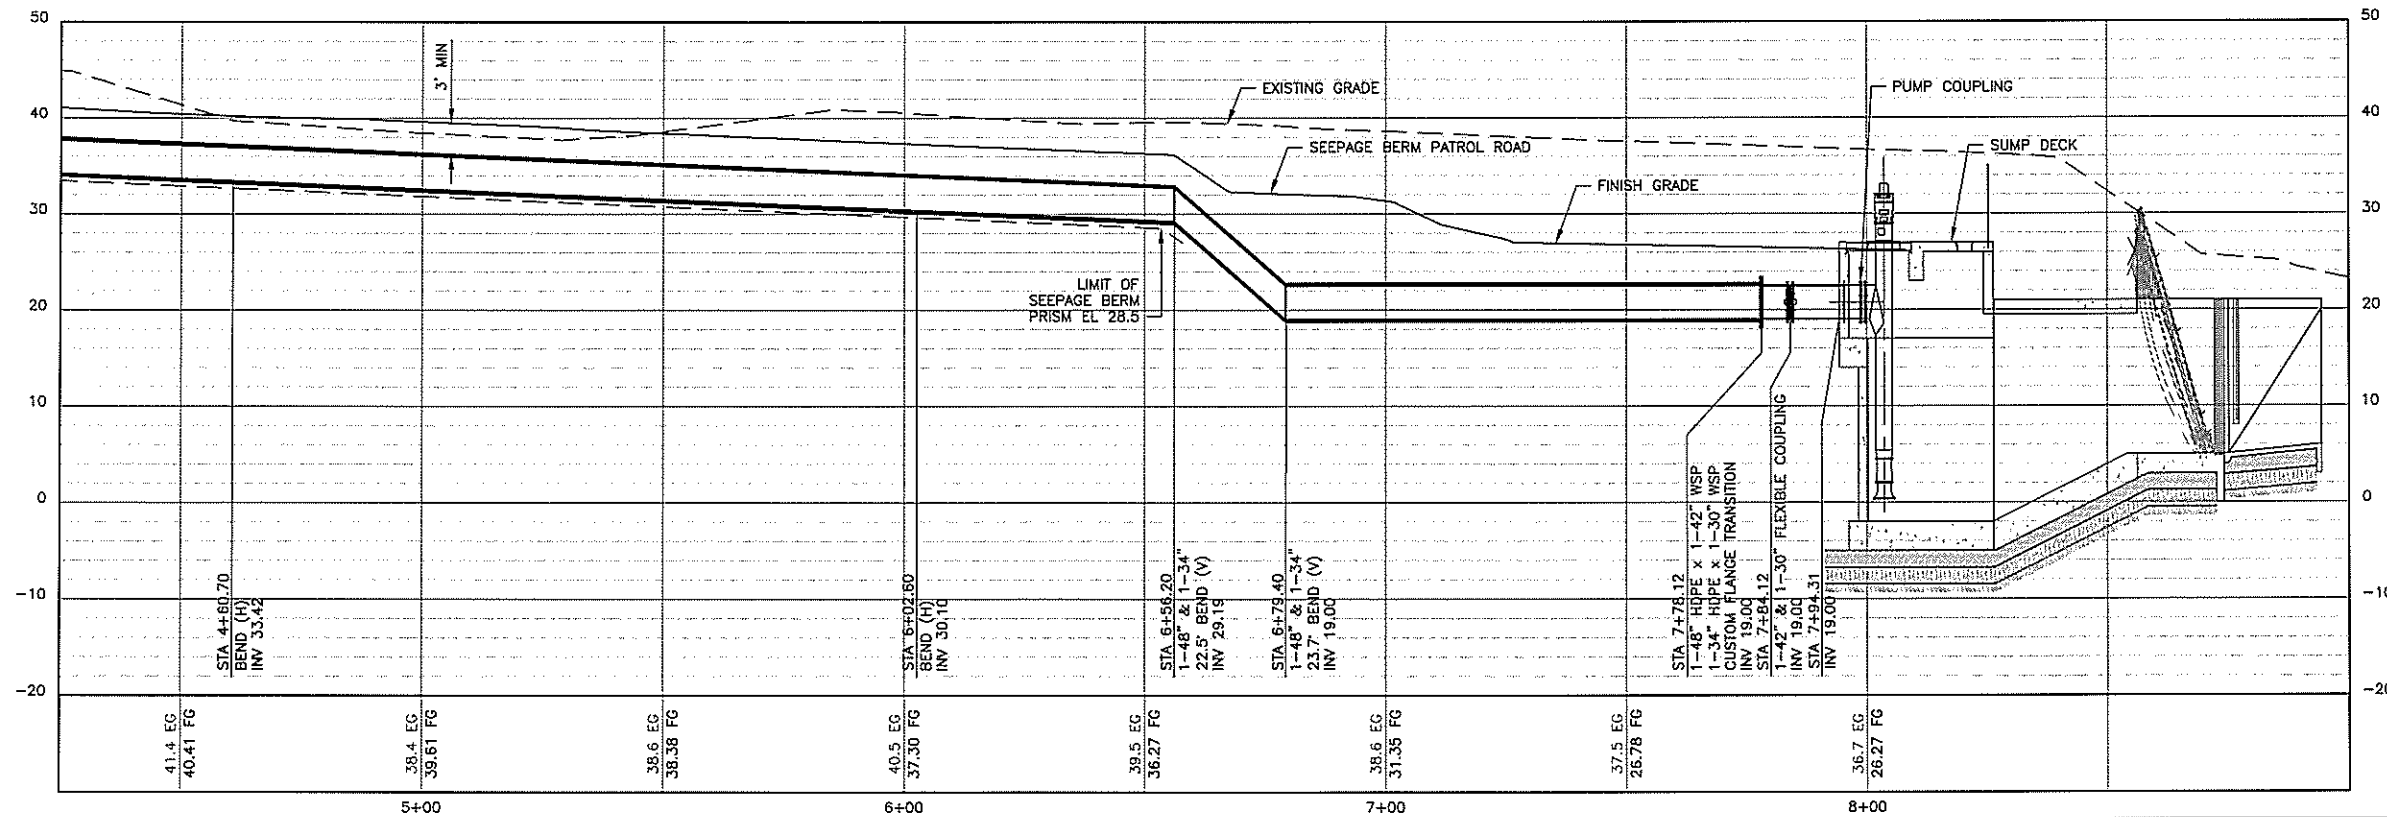 50
50
3' MIN
EXISTING GRADE
PUMP COUPLING
40
40
SEEPAGE BERM PATROL ROAD
SUMP DECK
FINISH GRADE
30
30
LIMIT OF
SEEPAGE BERM
PRISM EL 28.5
20
20
10
10
0
0
-10
-10
-20
-20
STA 4+60.70
BEND (H)
INV 33.42
STA 6+02.60
BEND (H)
INV 30.10
STA 6+56.20
1-48" & 1-34"
22.5° BEND (V)
INV 29.19
STA 6+79.40
1-48" & 1-34"
23.7° BEND (V)
INV 19.00
STA 7+78.12
1-48" HDPE x 1-42" WSP
1-34" HDPE x 1-30" WSP
CUSTOM FLANGE TRANSITION
INV 19.00
STA 7+84.12
1-42" & 1-30" FLEXIBLE COUPLING
INV 19.00
STA 7+94.31
INV 19.00
41.4 EG
40.41 FG
38.4 EG
39.61 FG
38.6 EG
38.38 FG
40.5 EG
37.30 FG
39.5 EG
36.27 FG
38.6 EG
31.35 FG
37.5 EG
26.78 FG
36.7 EG
26.27 FG
5+00
6+00
7+00
8+00